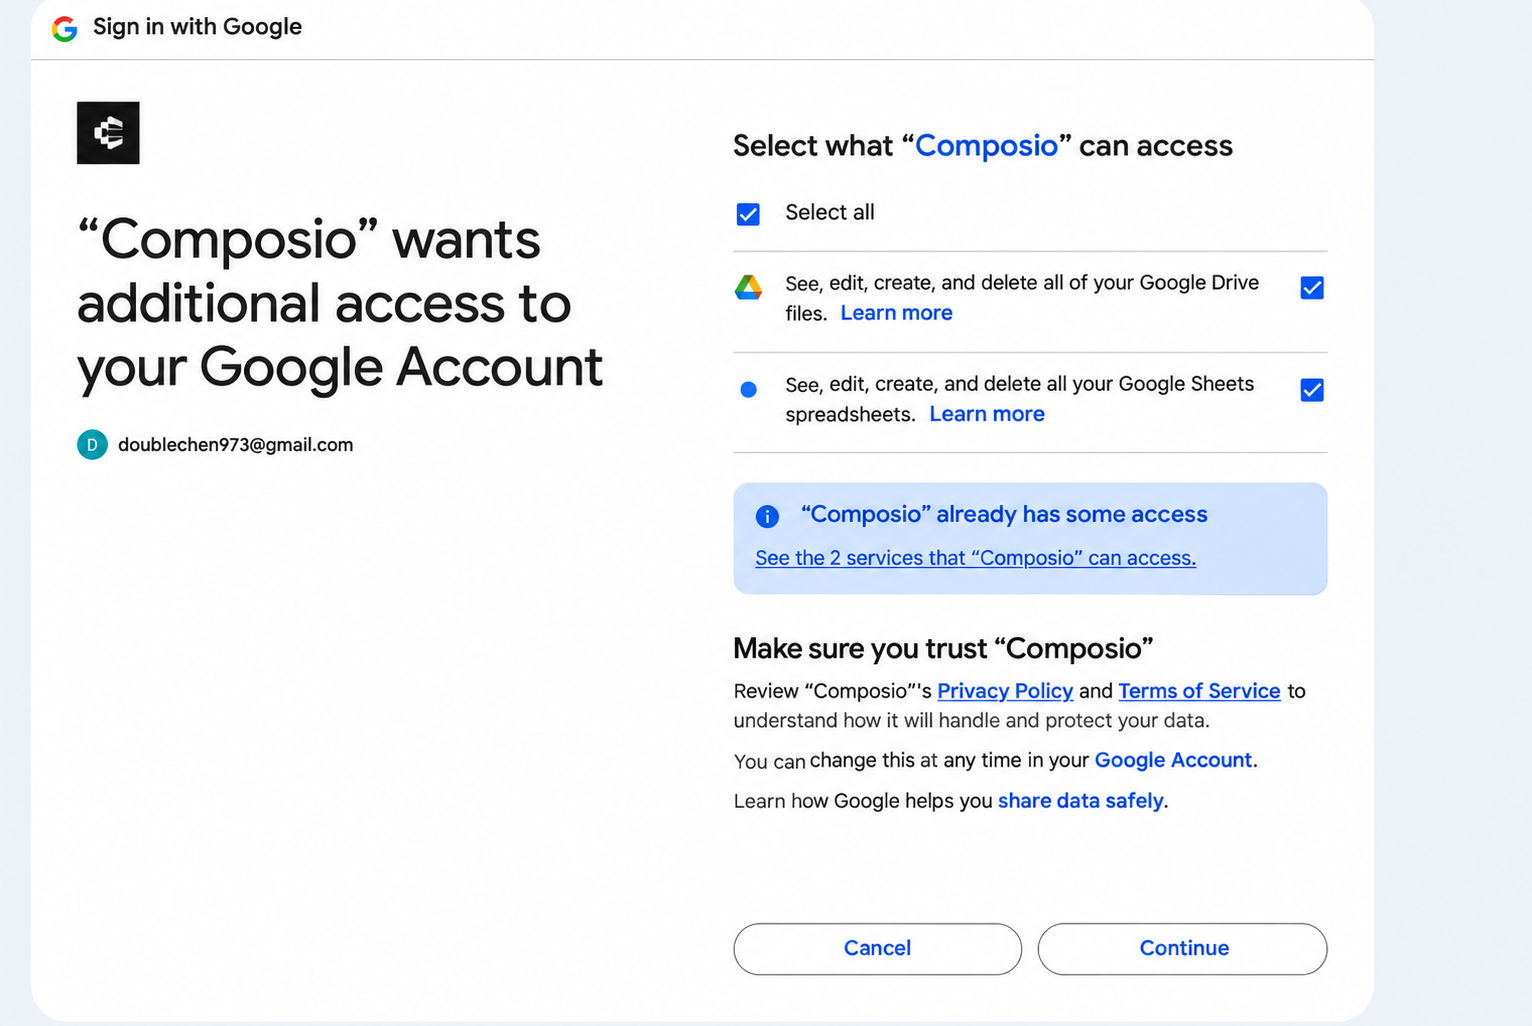 Sign in with Google
“Composio” wants
additional access to
your Google Account
D doublechen973@gmail.com
Select what “Composio” can access
Select all
See, edit, create, and delete all of your Google Drive
files. Learn more
See, edit, create, and delete all your Google Sheets
spreadsheets. Learn more
“Composio” already has some access
See the 2 services that “Composio” can access.
Make sure you trust “Composio”
Review “Composio”'s Privacy Policy and Terms of Service to
understand how it will handle and protect your data.
You can change this at any time in your Google Account.
Learn how Google helps you share data safely.
Cancel
Continue